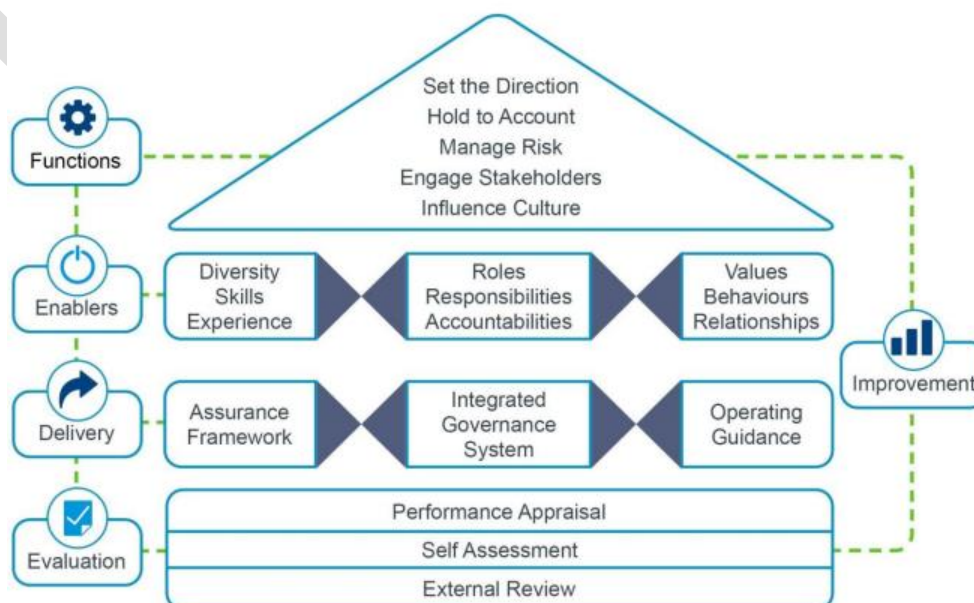 Set the Direction
Hold to Account
Manage Risk
Engage Stakeholders
Influence Culture
Functions
Enablers
Diversity
Skills
Experience
Roles
Responsibilities
Accountabilities
Values
Behaviours
Relationships
Improvement
Delivery
Assurance
Framework
Integrated
Governance
System
Operating
Guidance
Evaluation
Performance Appraisal
Self Assessment
External Review